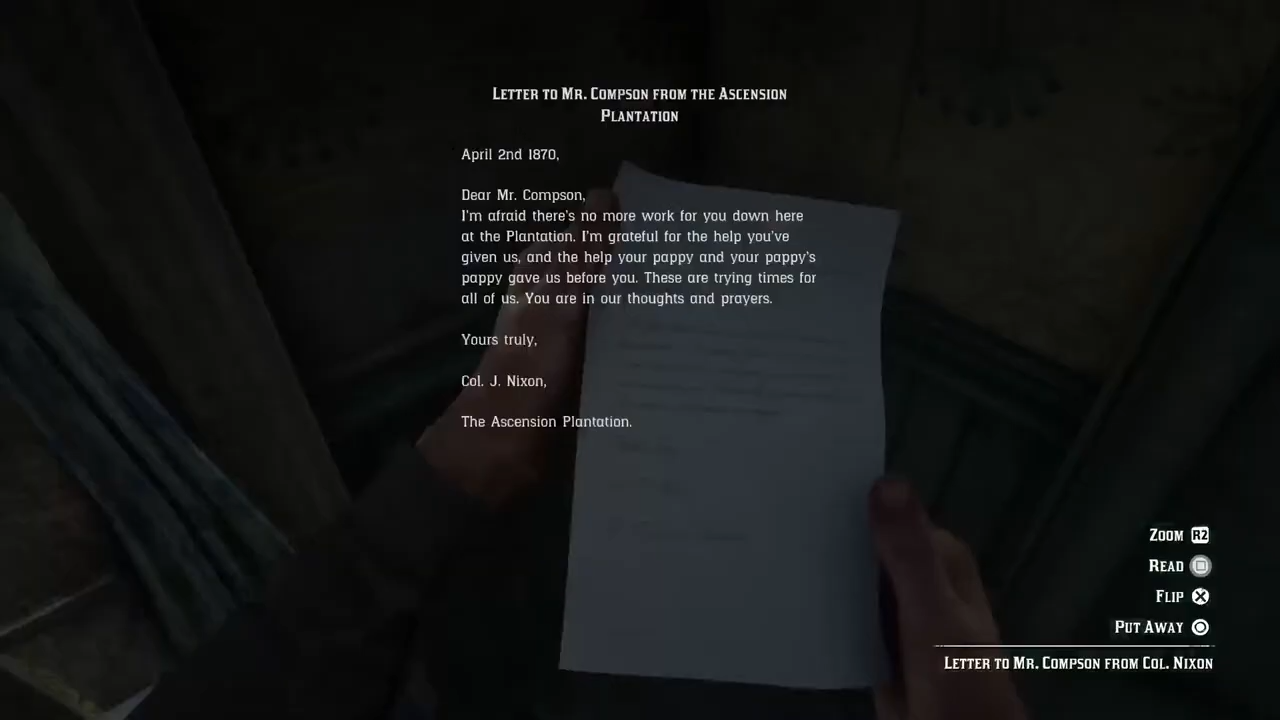 Letter to Mr. Compson from the Ascension
Plantation
April 2nd 1870,
Dear Mr. Compson,
I'm afraid there's no more work for you down here
at the Plantation. I'm grateful for the help you've
given us, and the help your pappy and your pappy's
pappy gave us before you. These are trying times for
all of us. You are in our thoughts and prayers.
Yours truly,
Col. J. Nixon,
The Ascension Plantation.
Zoom R2
Read
Flip
Put Away
Letter to Mr. Compson from Col. Nixon